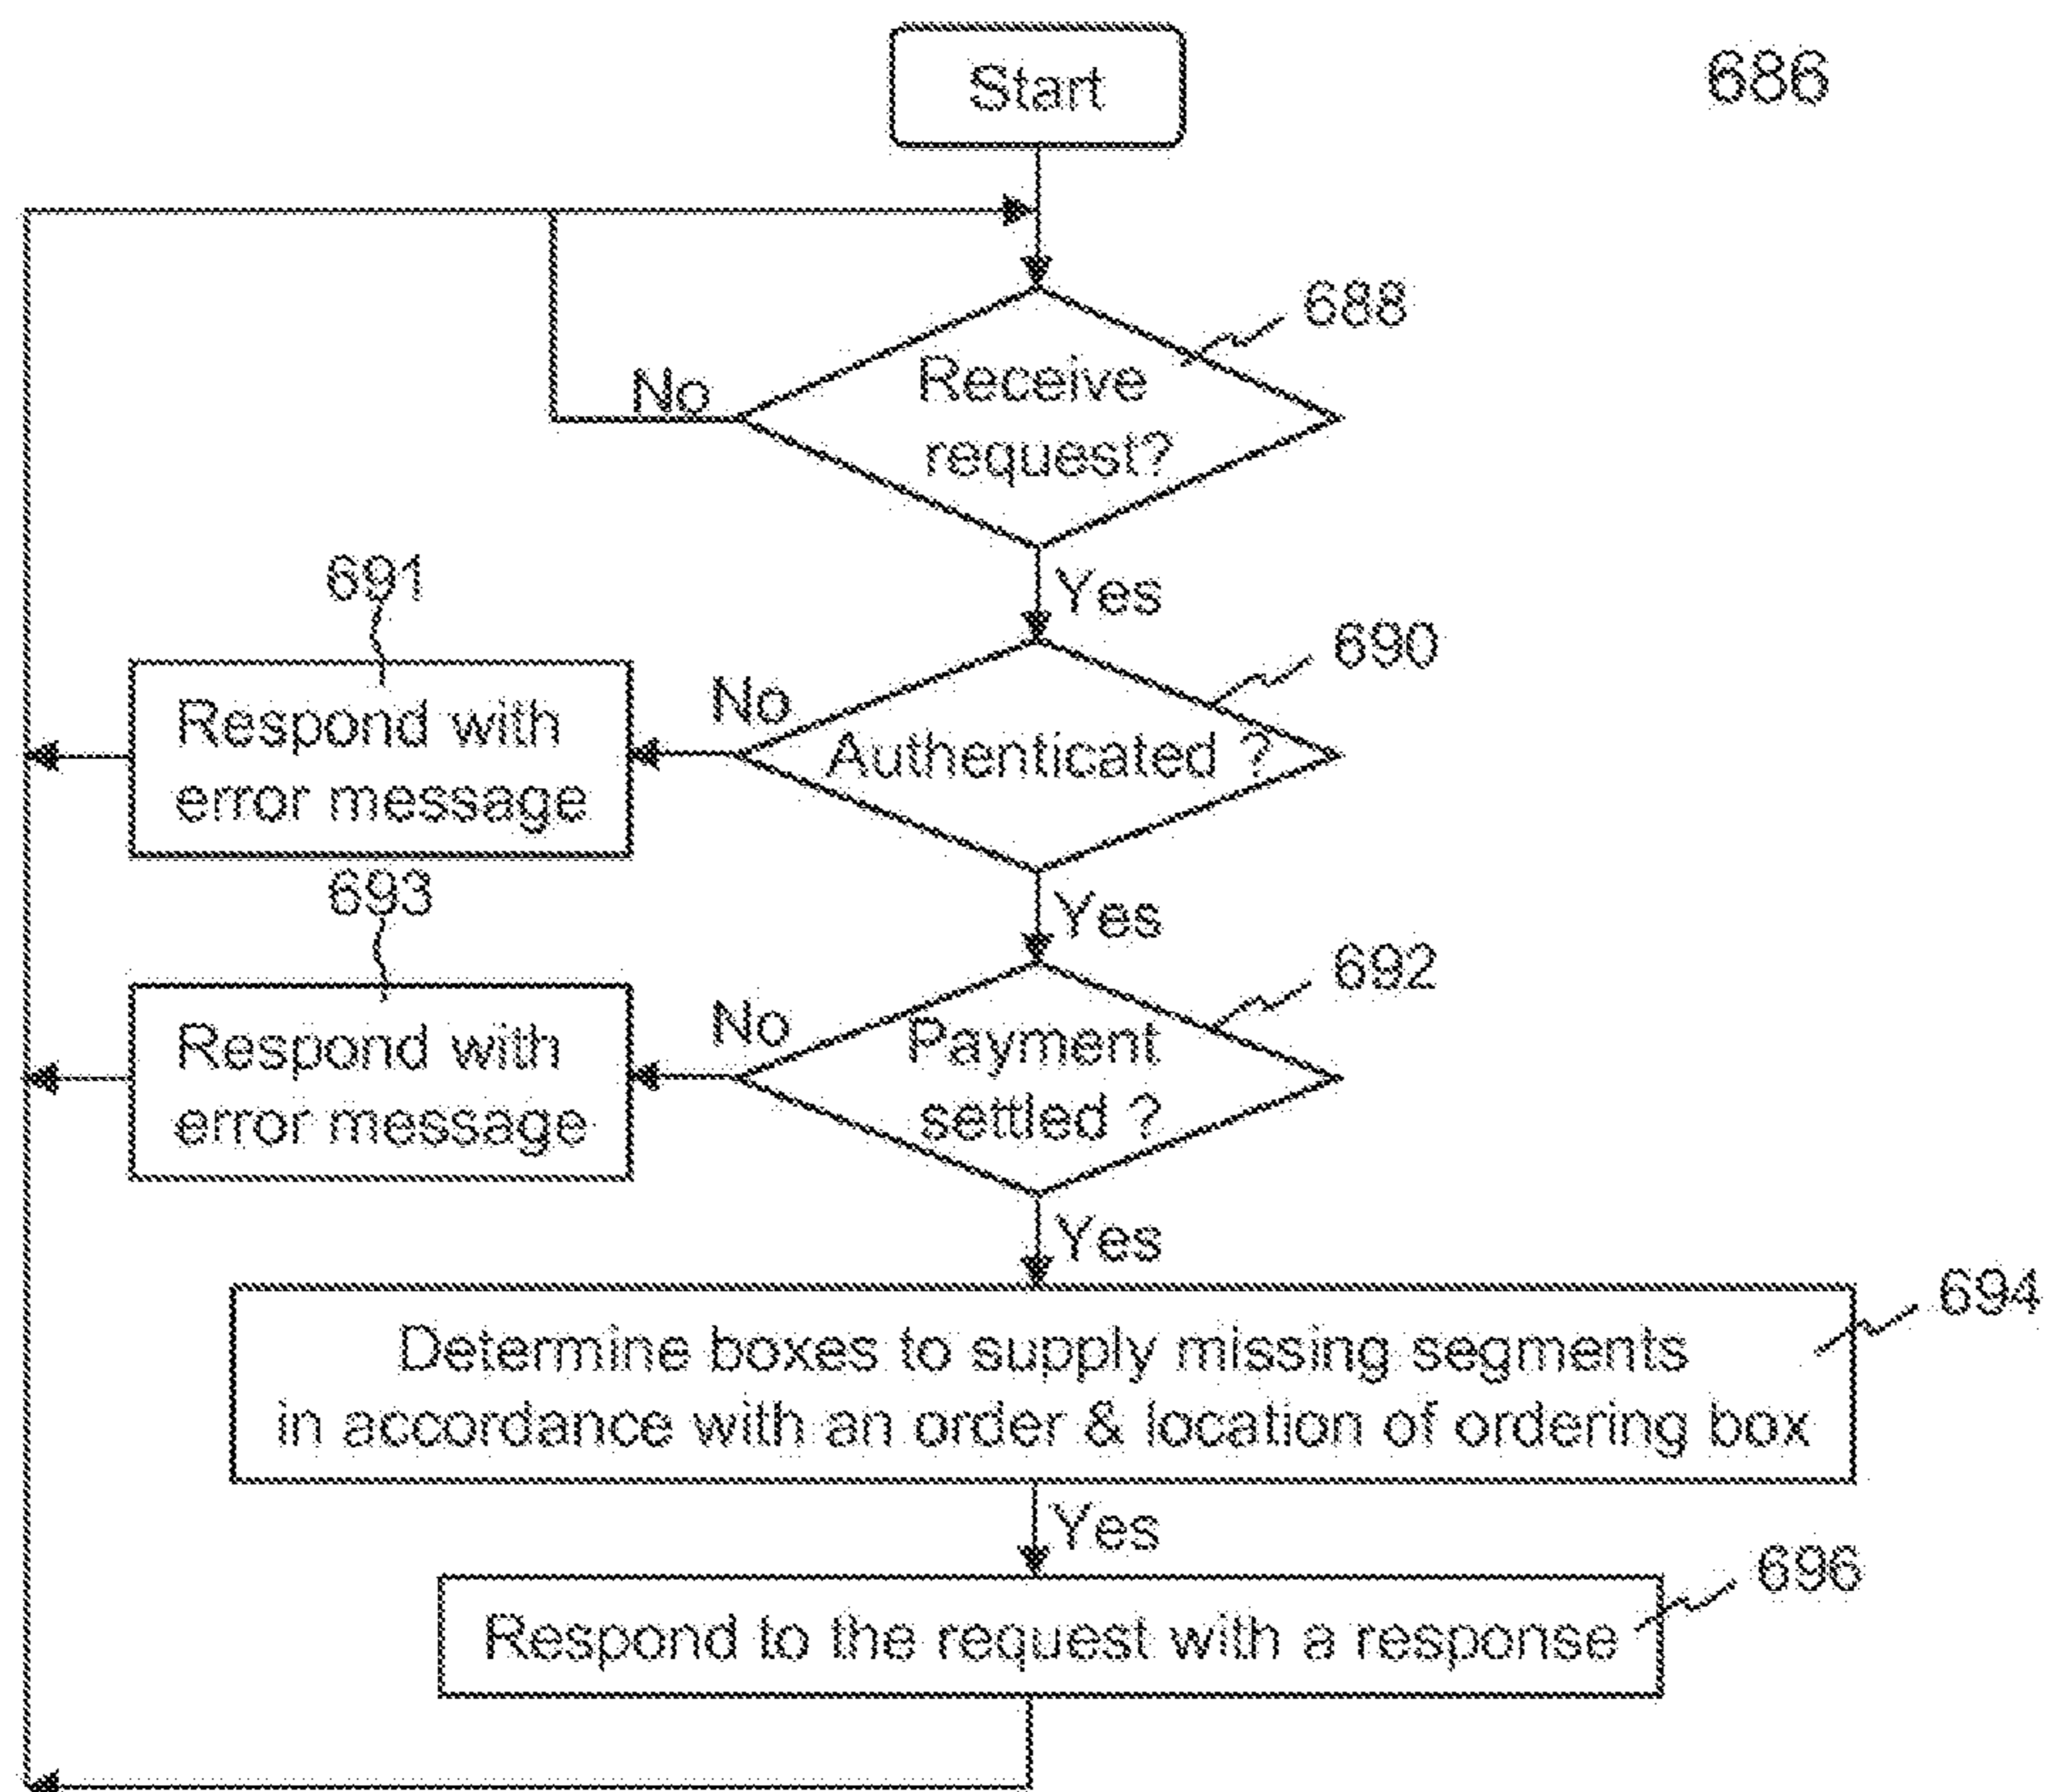 Start
686
688
No
Receive
request?
Yes
691
690
Respond with
error message
No
Authenticated ?
693
Yes
692
Respond with
error message
No
Payment
settled ?
Yes
694
Determine boxes to supply missing segments
in accordance with an order & location of ordering box
Yes
696
Respond to the request with a response